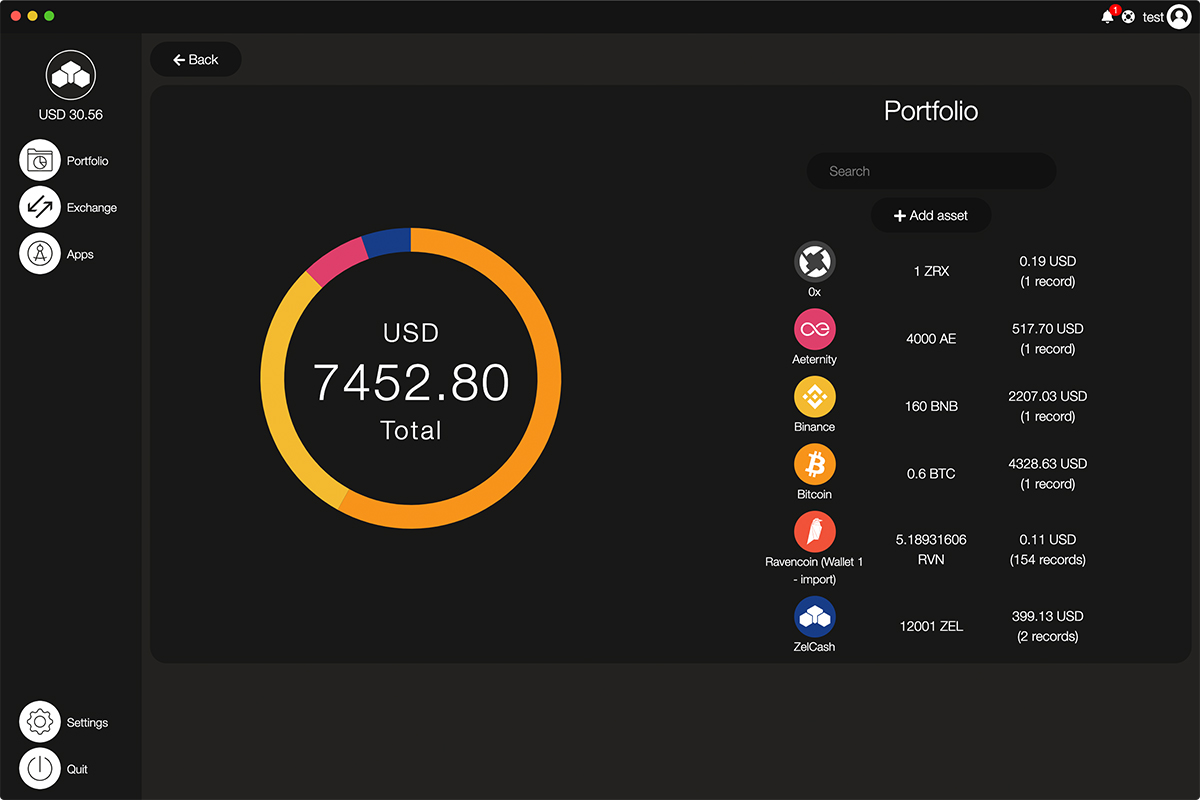 1
test
USD 30.56
Portfolio
Exchange
Apps
Settings
Quit
Back
USD
7452.80
Total
Portfolio
Search
Add asset
0x
1 ZRX
0.19 USD
(1 record)
Aeternity
4000 AE
517.70 USD
(1 record)
Binance
160 BNB
2207.03 USD
(1 record)
Bitcoin
0.6 BTC
4328.63 USD
(1 record)
Ravencoin (Wallet 1
- import)
5.18931606
RVN
0.11 USD
(154 records)
ZelCash
12001 ZEL
399.13 USD
(2 records)